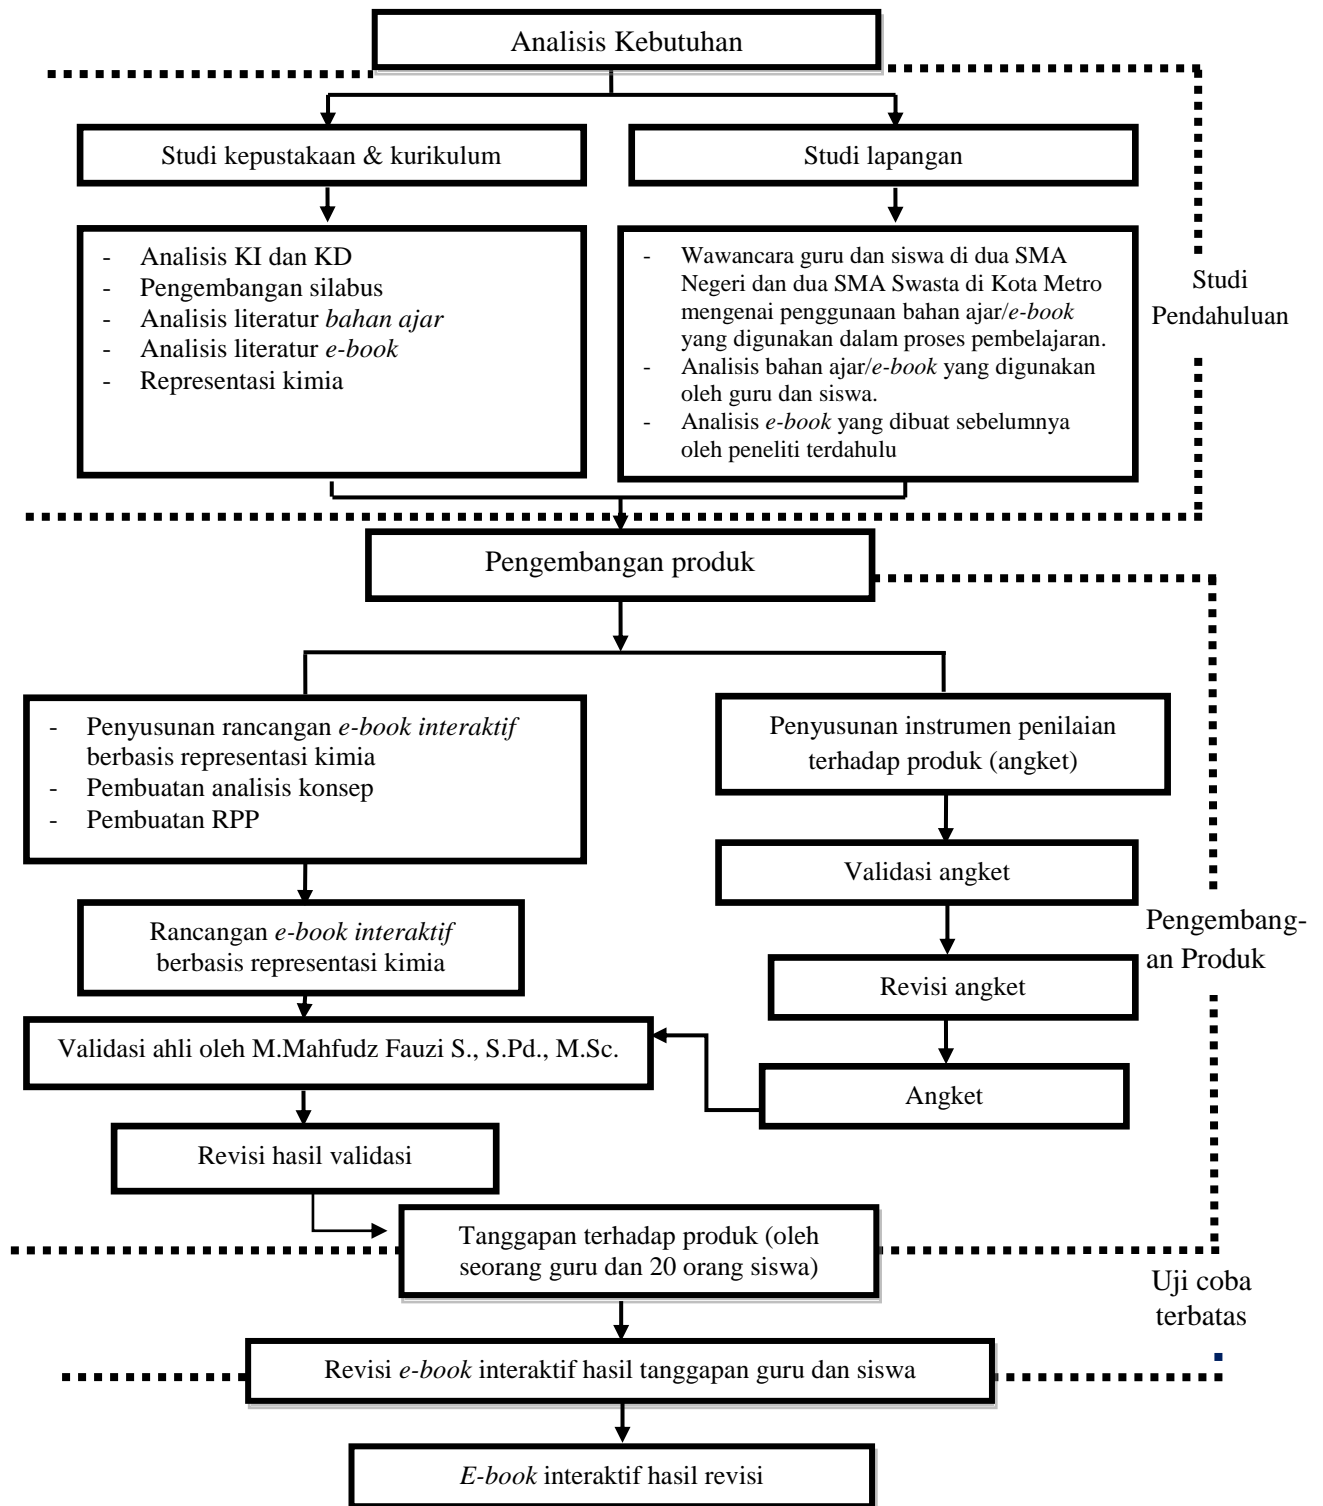 Analisis Kebutuhan
Studi kepustakaan & kurikulum
Studi lapangan
- Analisis KI dan KD
- Pengembangan silabus
- Analisis literatur bahan ajar
- Analisis literatur e-book
- Representasi kimia
- Wawancara guru dan siswa di dua SMA
Negeri dan dua SMA Swasta di Kota Metro
mengenai penggunaan bahan ajar/e-book
yang digunakan dalam proses pembelajaran.
- Analisis bahan ajar/e-book yang digunakan
oleh guru dan siswa.
- Analisis e-book yang dibuat sebelumnya
oleh peneliti terdahulu
Studi
Pendahuluan
Pengembangan produk
- Penyusunan rancangan e-book interaktif
berbasis representasi kimia
- Pembuatan analisis konsep
- Pembuatan RPP
Penyusunan instrumen penilaian
terhadap produk (angket)
Validasi angket
Rancangan e-book interaktif
berbasis representasi kimia
Revisi angket
Pengembang-
an Produk
Validasi ahli oleh M.Mahfudz Fauzi S., S.Pd., M.Sc.
Angket
Revisi hasil validasi
Tanggapan terhadap produk (oleh
seorang guru dan 20 orang siswa)
Uji coba
terbatas
Revisi e-book interaktif hasil tanggapan guru dan siswa
E-book interaktif hasil revisi